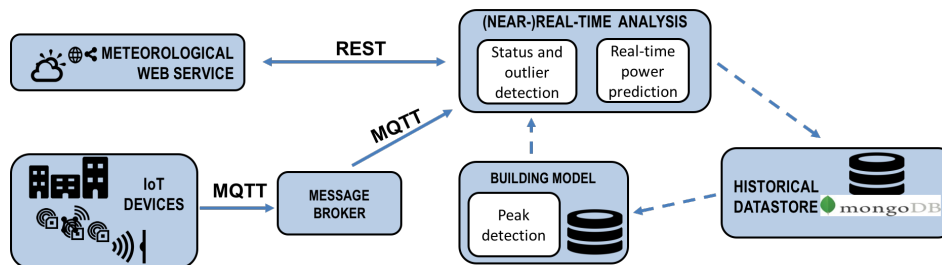 (NEAR-)REAL-TIME ANALYSIS
Status and
outlier
detection
Real-time
power
prediction
METEOROLOGICAL
WEB SERVICE
REST
MQTT
IoT
DEVICES
MQTT
MESSAGE
BROKER
BUILDING MODEL
Peak
detection
HISTORICAL
DATASTORE
mongoDB